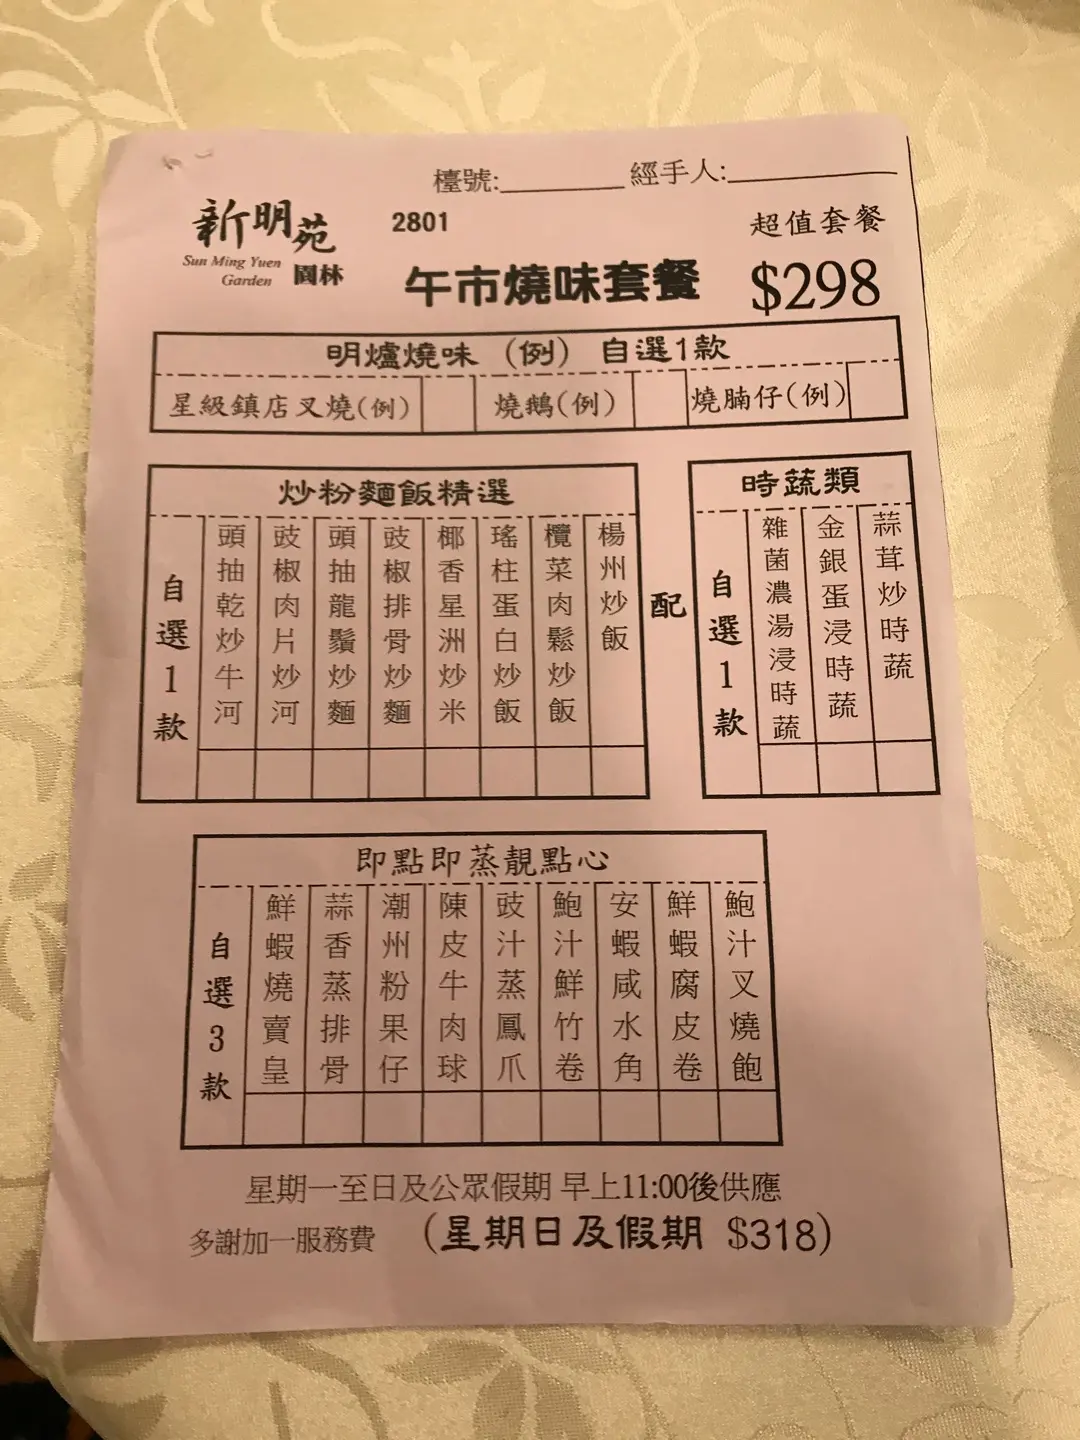 檯號:________ 經手人:___________
新明苑
Sun Ming Yuen
Garden
園林
2801
超值套餐
午市燒味套餐
$298
明爐燒味（例） 自選1款
星級鎮店叉燒(例)
燒鵝(例)
燒腩仔(例)
炒粉麵飯精選
自選1款
頭抽乾炒牛河
豉椒肉片炒河
頭抽龍鬚炒麵
豉椒排骨炒麵
椰香星洲炒米
瑤柱蛋白炒飯
欖菜肉鬆炒飯
楊州炒飯
配
時蔬類
自選1款
雜菌濃湯浸時蔬
金銀蛋浸時蔬
蒜茸炒時蔬
即點即蒸靚點心
自選3款
鮮蝦燒賣皇
蒜香蒸排骨
潮州粉果仔
陳皮牛肉球
豉汁蒸鳳爪
鮑汁鮮竹卷
安蝦咸水角
鮮蝦腐皮卷
鮑汁叉燒飽
星期一至日及公眾假期 早上11:00後供應
多謝加一服務費
(星期日及假期 $318)